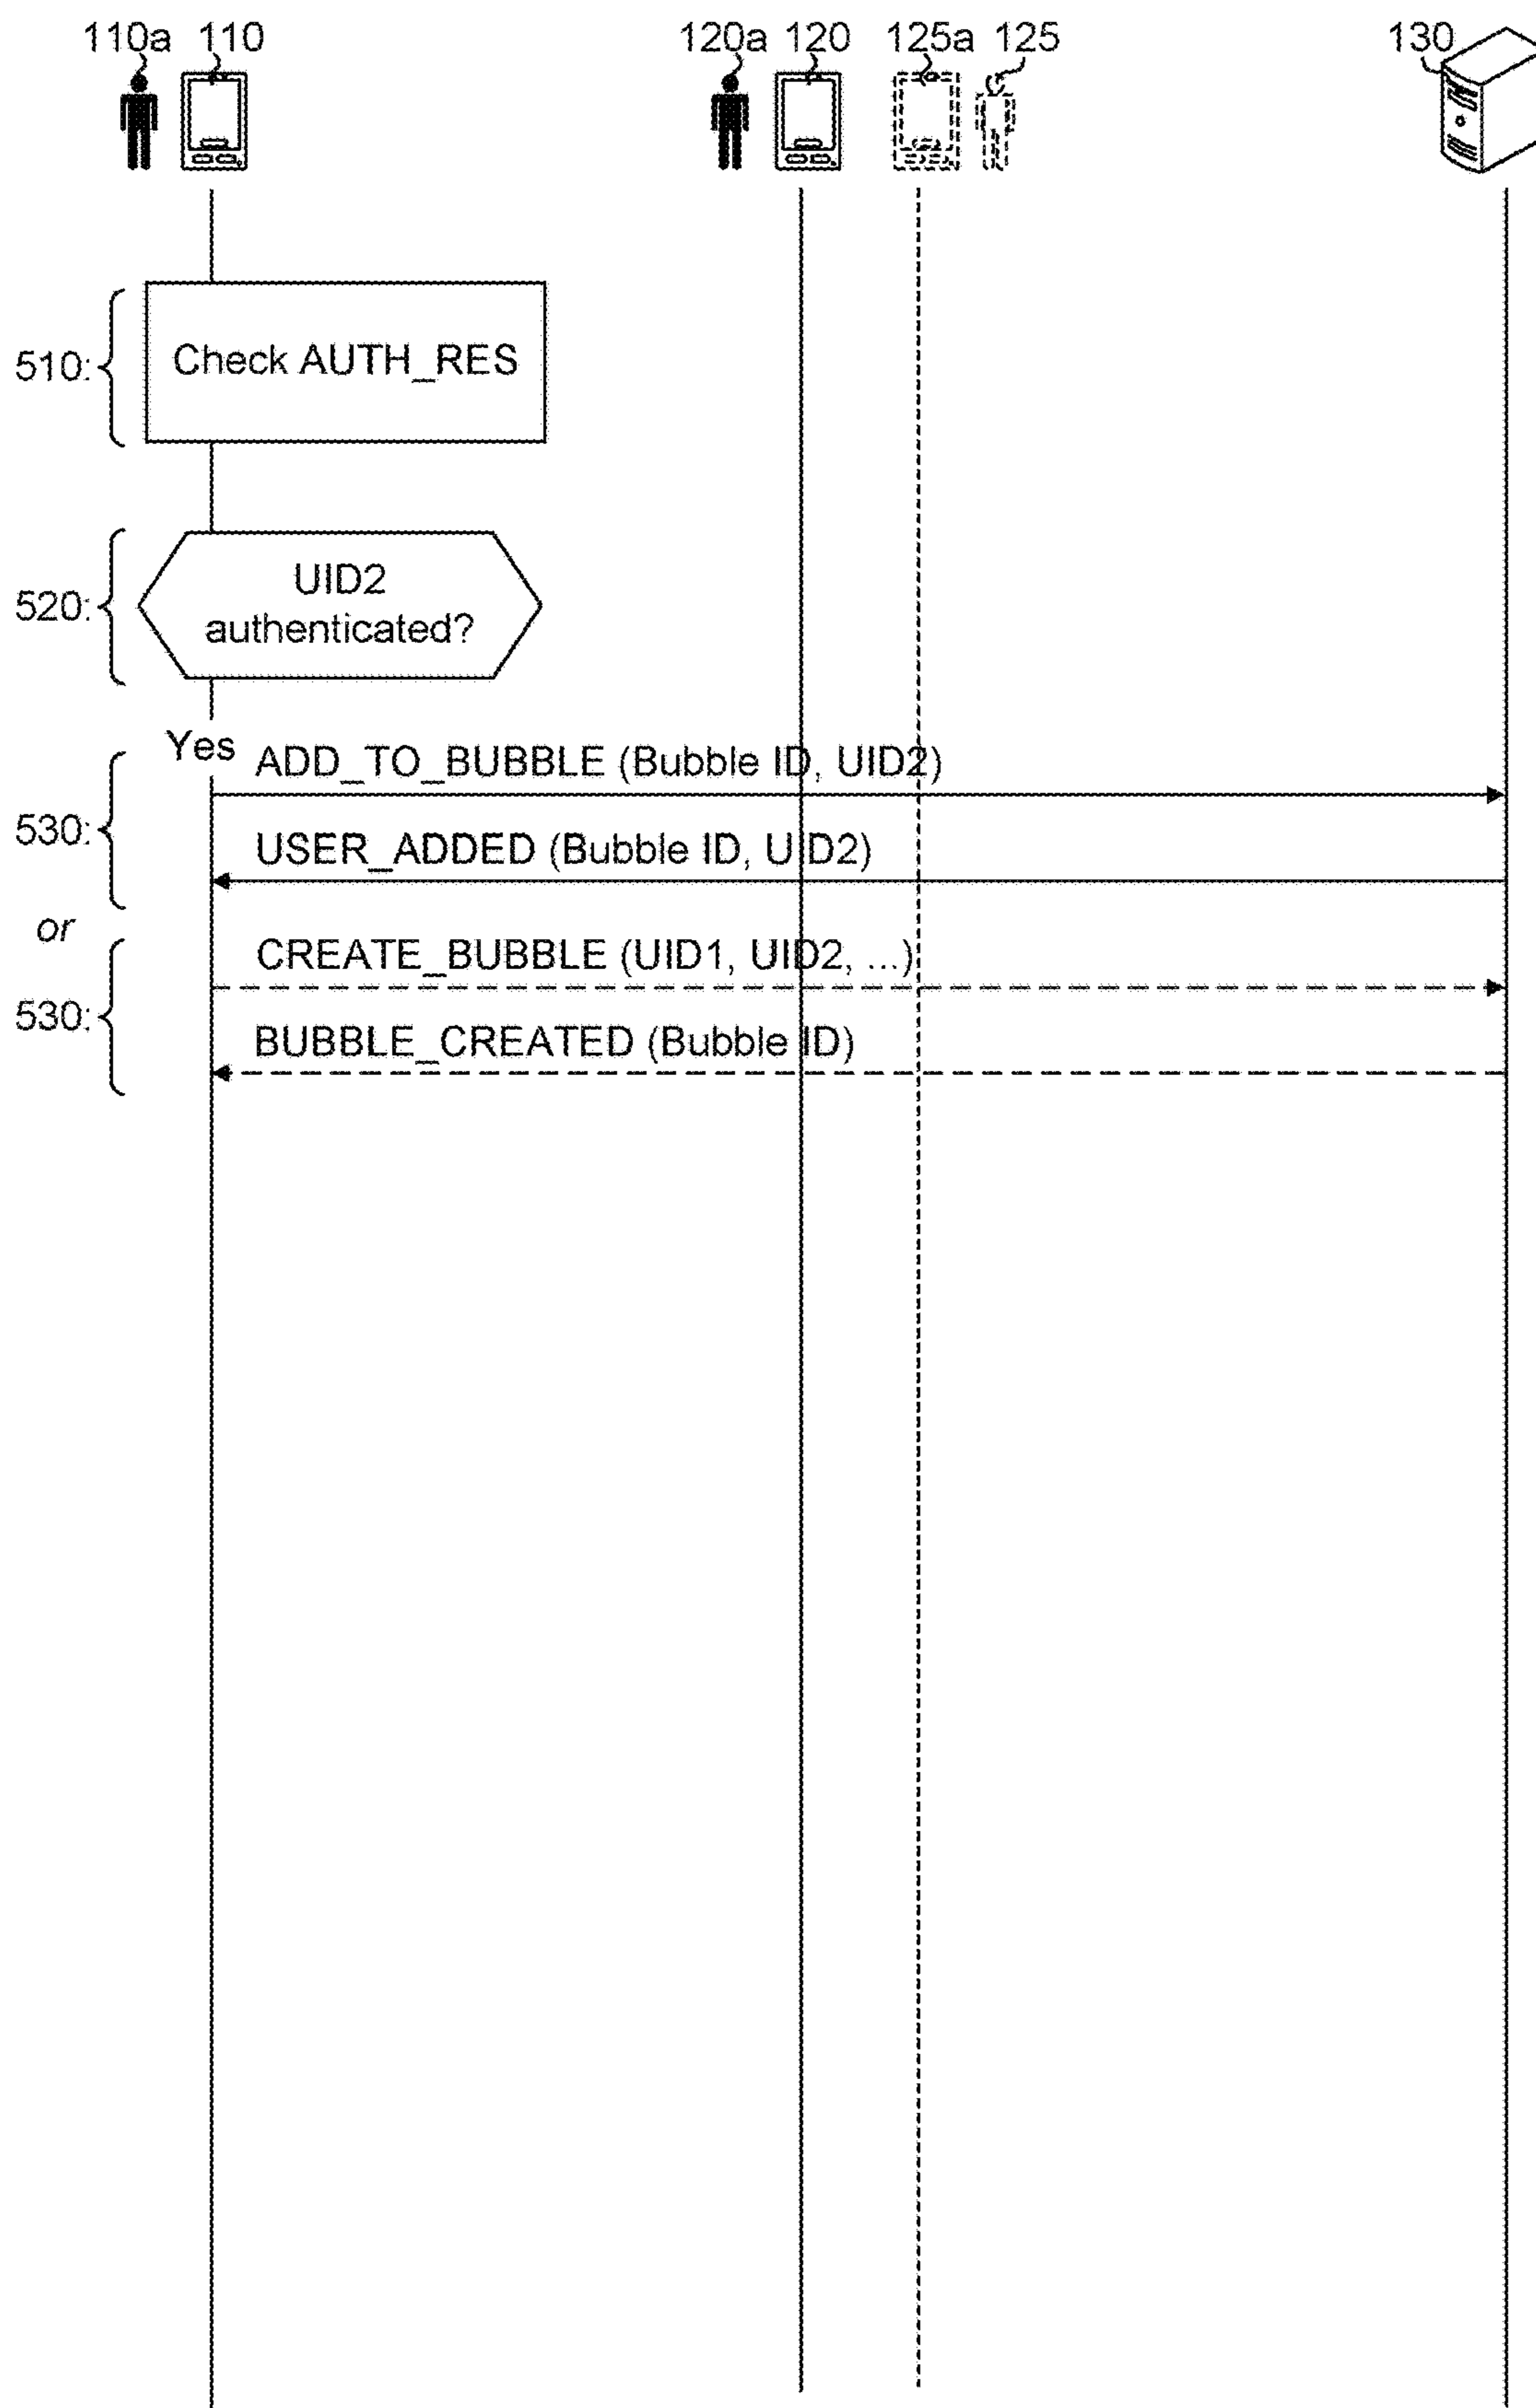 110a 110 120a 120 125a 125 130
510: Check AUTH_RES
520: UID2
authenticated?
Yes ADD_TO_BUBBLE (Bubble ID, UID2)
530: USER_ADDED (Bubble ID, UID2)
or
CREATE_BUBBLE (UID1, UID2, ...)
530:
BUBBLE_CREATED (Bubble ID)